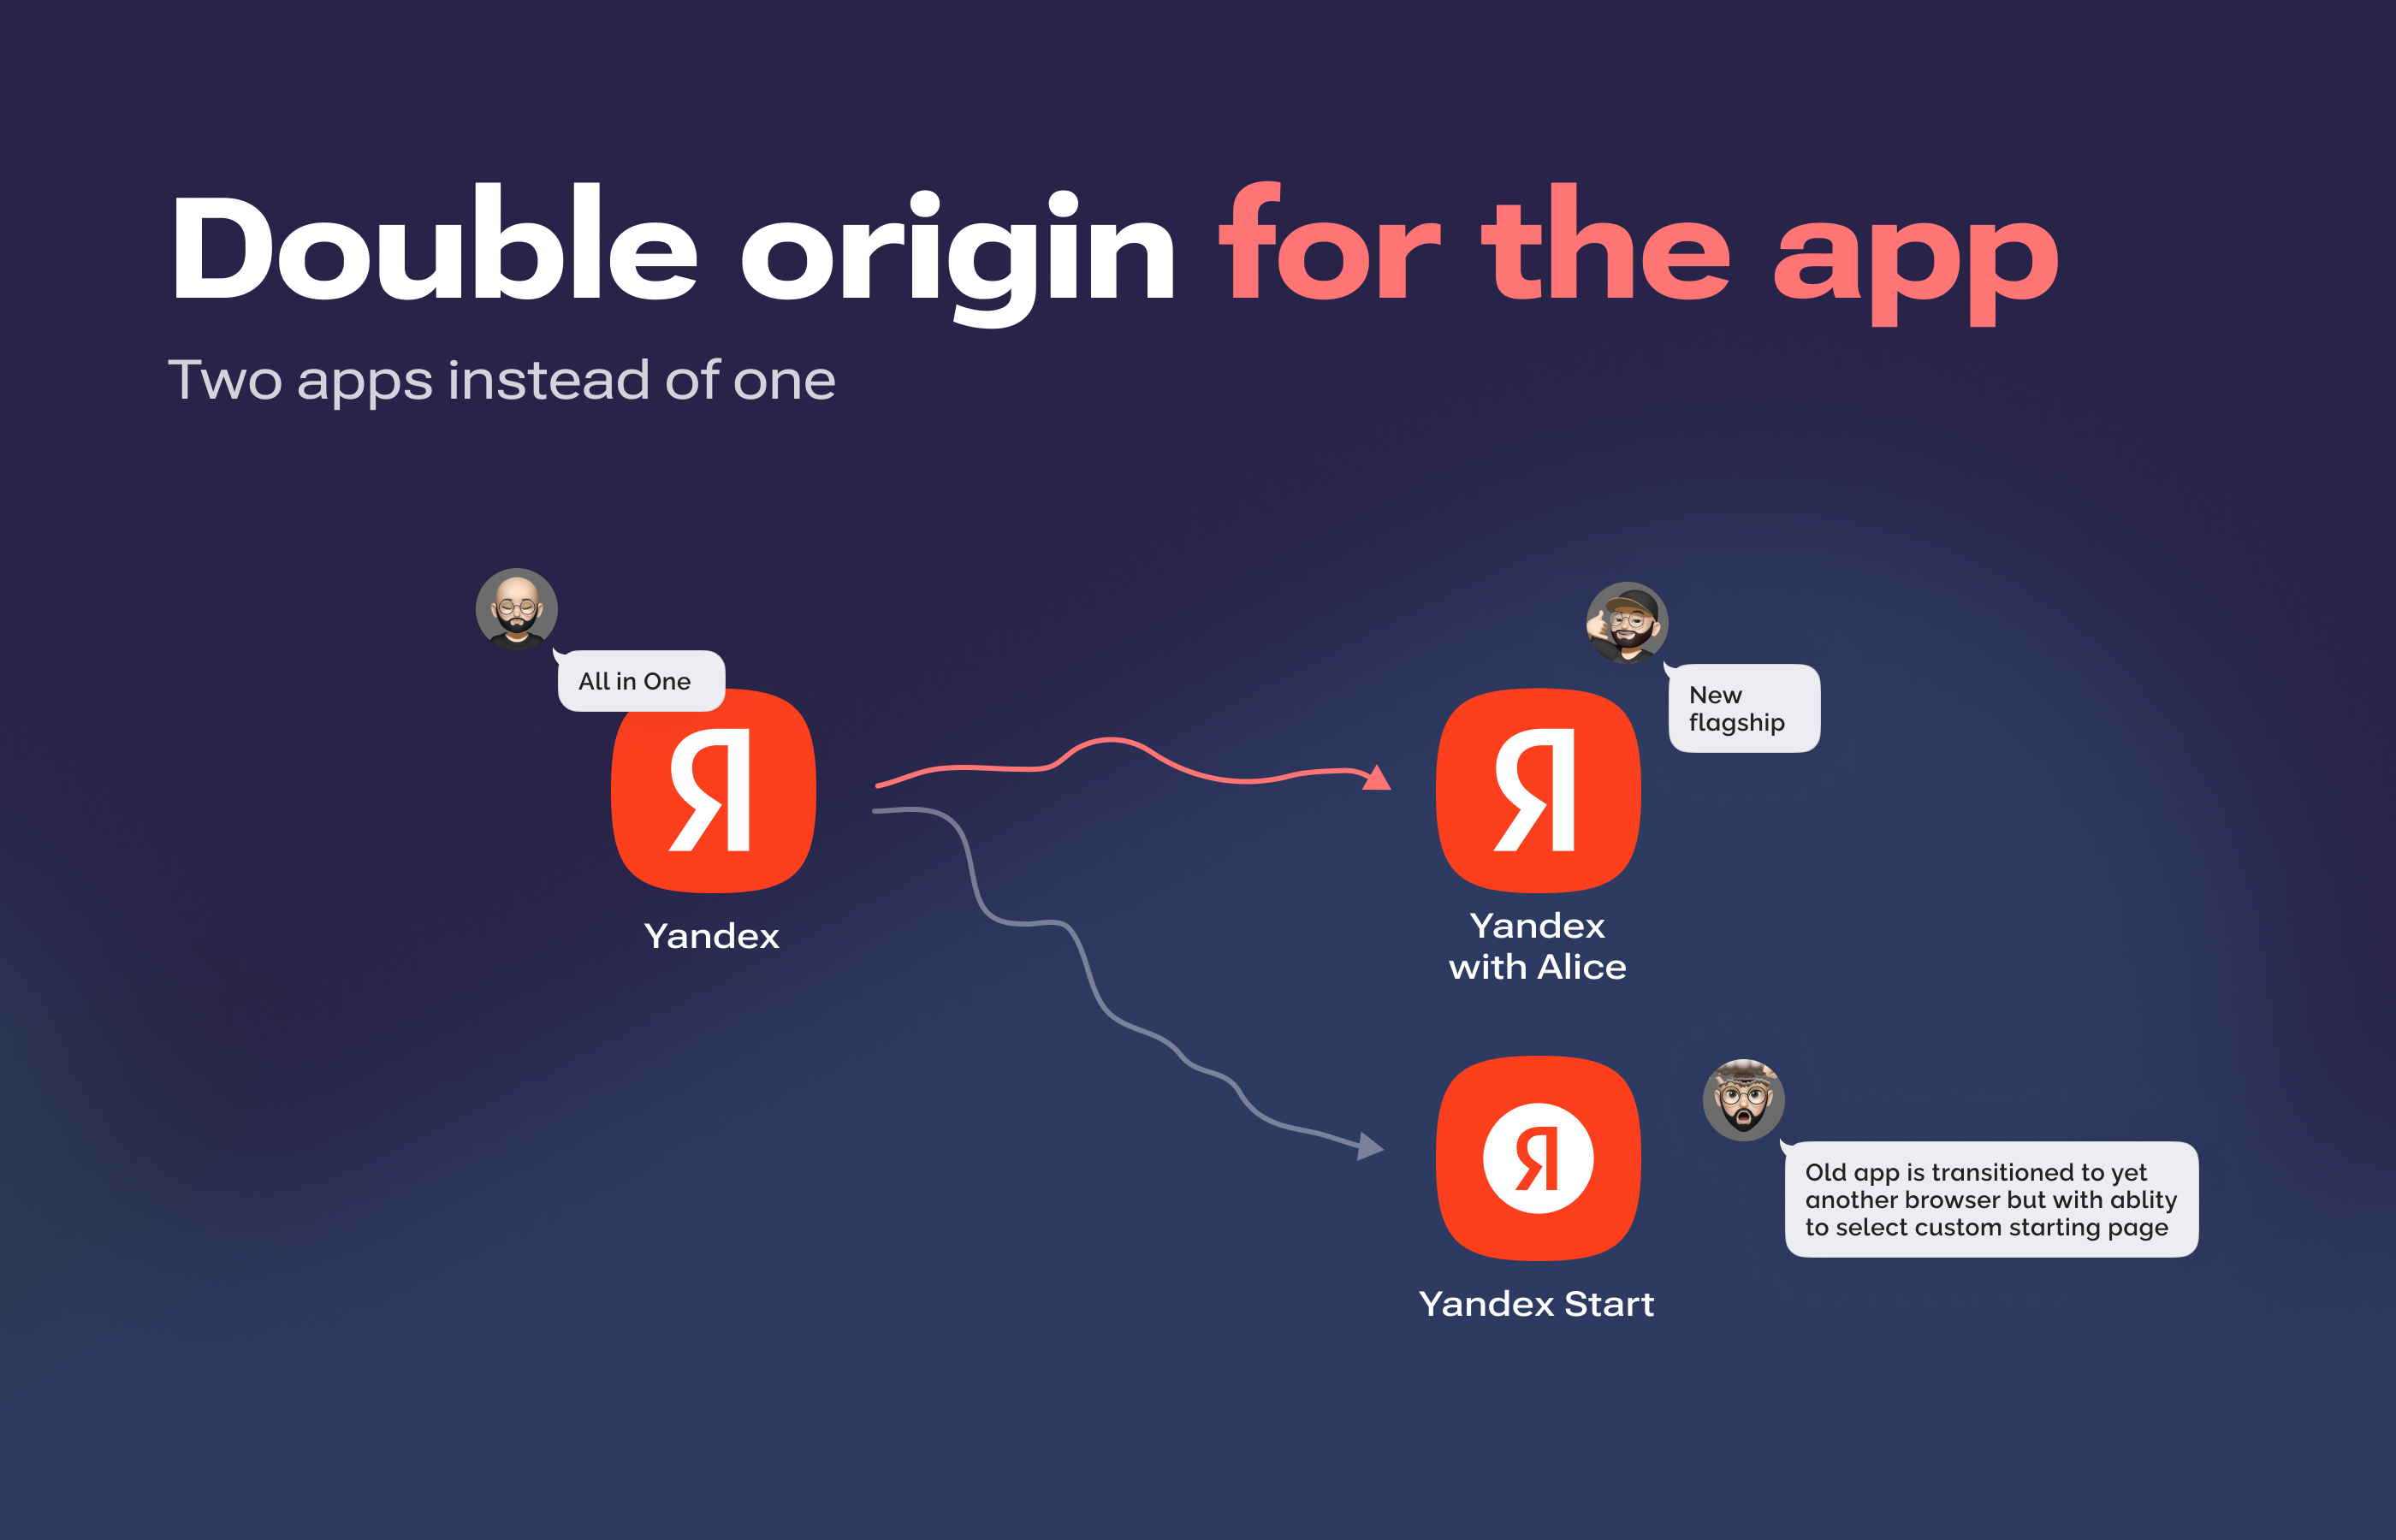 Double origin for the app
Two apps instead of one
All in One
Я
Yandex
New
flagship
Я
Yandex
with Alice
Я
Yandex Start
Old app is transitioned to yet
another browser but with ablity
to select custom starting page